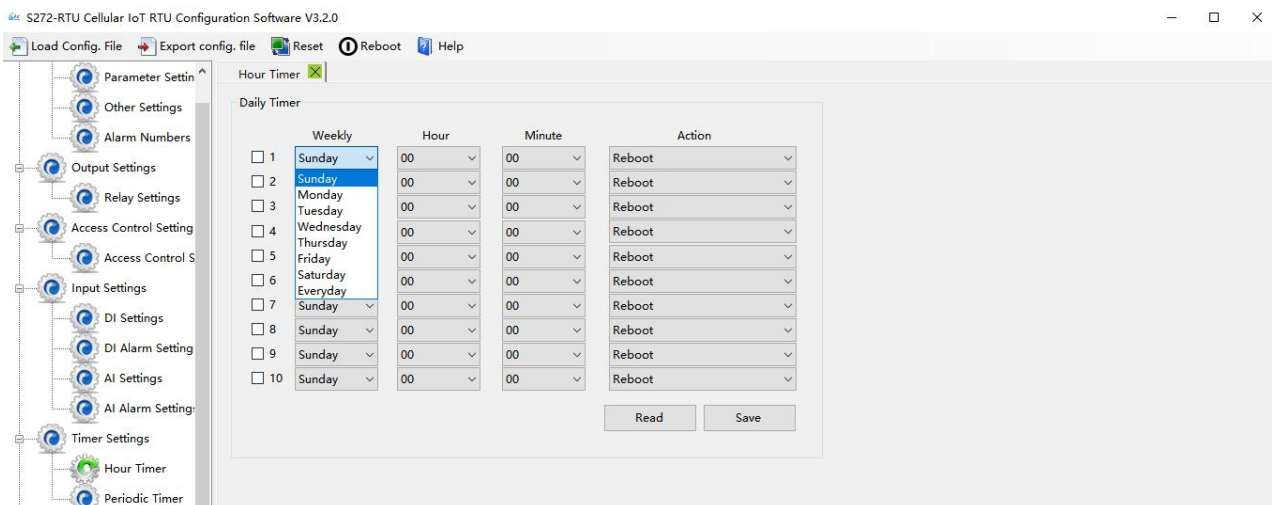 S272-RTU Cellular IoT RTU Configuration Software V3.2.0
Load Config. File Export config. file Reset Reboot Help
Parameter Settin
Other Settings
Alarm Numbers
Output Settings
Relay Settings
Access Control Setting
Access Control S
Input Settings
DI Settings
DI Alarm Setting
AI Settings
AI Alarm Setting
Timer Settings
Hour Timer
Periodic Timer
Hour Timer
Daily Timer
Weekly Hour Minute Action
1 Sunday 00 00 Reboot
2 Sunday 00 00 Reboot
Monday
3 Tuesday 00 00 Reboot
4 Wednesday 00 00 Reboot
Thursday
5 Friday 00 00 Reboot
6 Saturday 00 00 Reboot
Everyday
7 Sunday 00 00 Reboot
8 Sunday 00 00 Reboot
9 Sunday 00 00 Reboot
10 Sunday 00 00 Reboot
Read Save